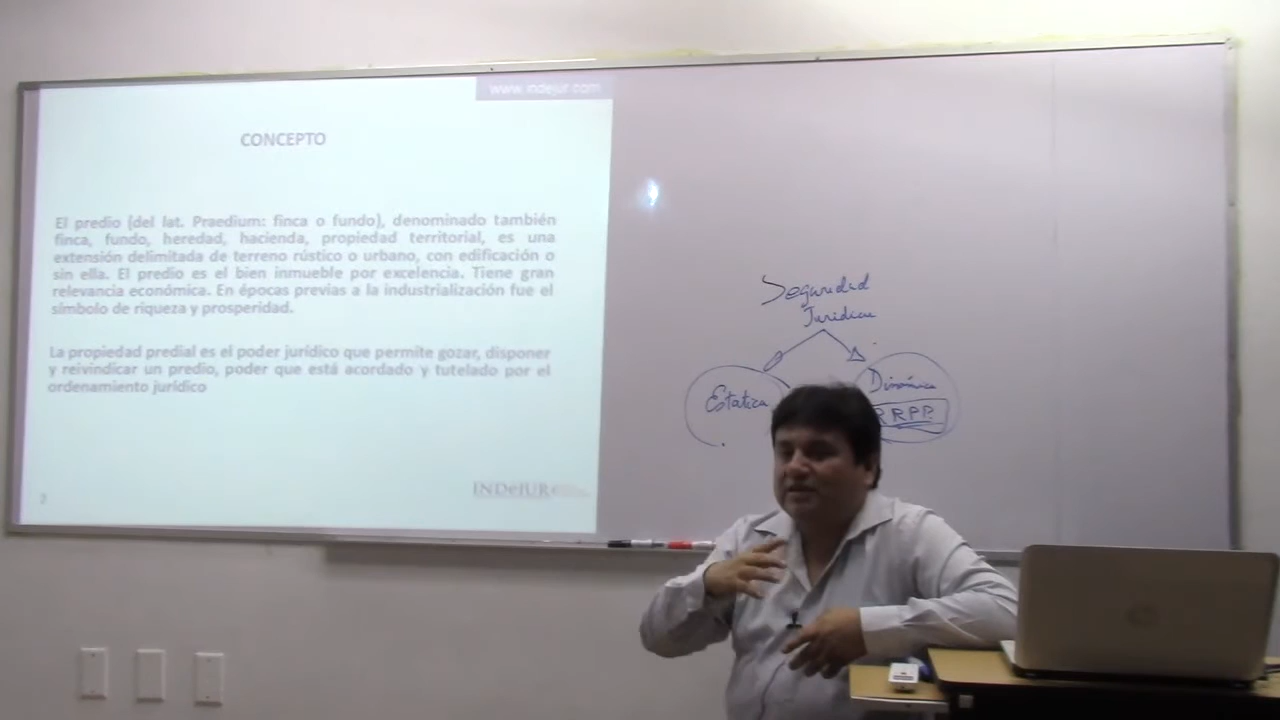 www.indejur.com
CONCEPTO
El predio (del lat. Praedium: finca o fundo), denominado también
finca, fundo, heredad, hacienda, propiedad territorial, es una
extensión delimitada de terreno rústico o urbano, con edificación o
sin ella. El predio es el bien inmueble por excelencia. Tiene gran
relevancia económica. En épocas previas a la industrialización fue el
símbolo de riqueza y prosperidad.
La propiedad predial es el poder jurídico que permite gozar, disponer
y reivindicar un predio, poder que está acordado y tutelado por el
ordenamiento jurídico
INDeJUR
Seguridad
Juridica
Estatica
Dinámica
RRPP.